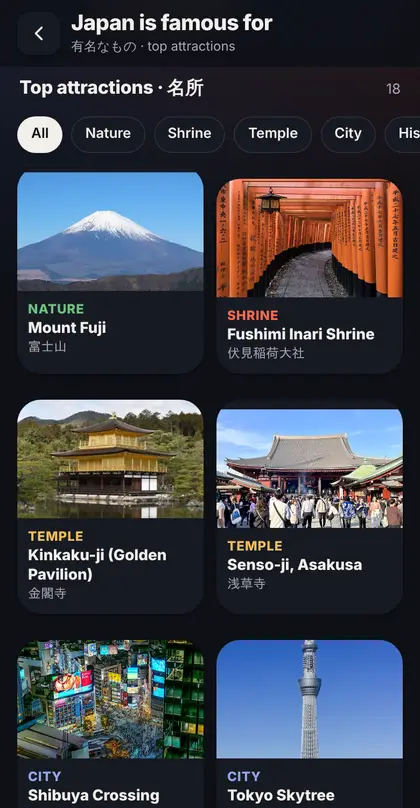 Japan is famous for
有名なもの · top attractions
Top attractions · 名所
18
All
Nature
Shrine
Temple
City
His
NATURE
Mount Fuji
富士山
SHRINE
Fushimi Inari Shrine
伏見稲荷大社
TEMPLE
Kinkaku-ji (Golden
Pavilion)
金閣寺
TEMPLE
Senso-ji, Asakusa
浅草寺
CITY
Shibuya Crossing
CITY
Tokyo Skytree